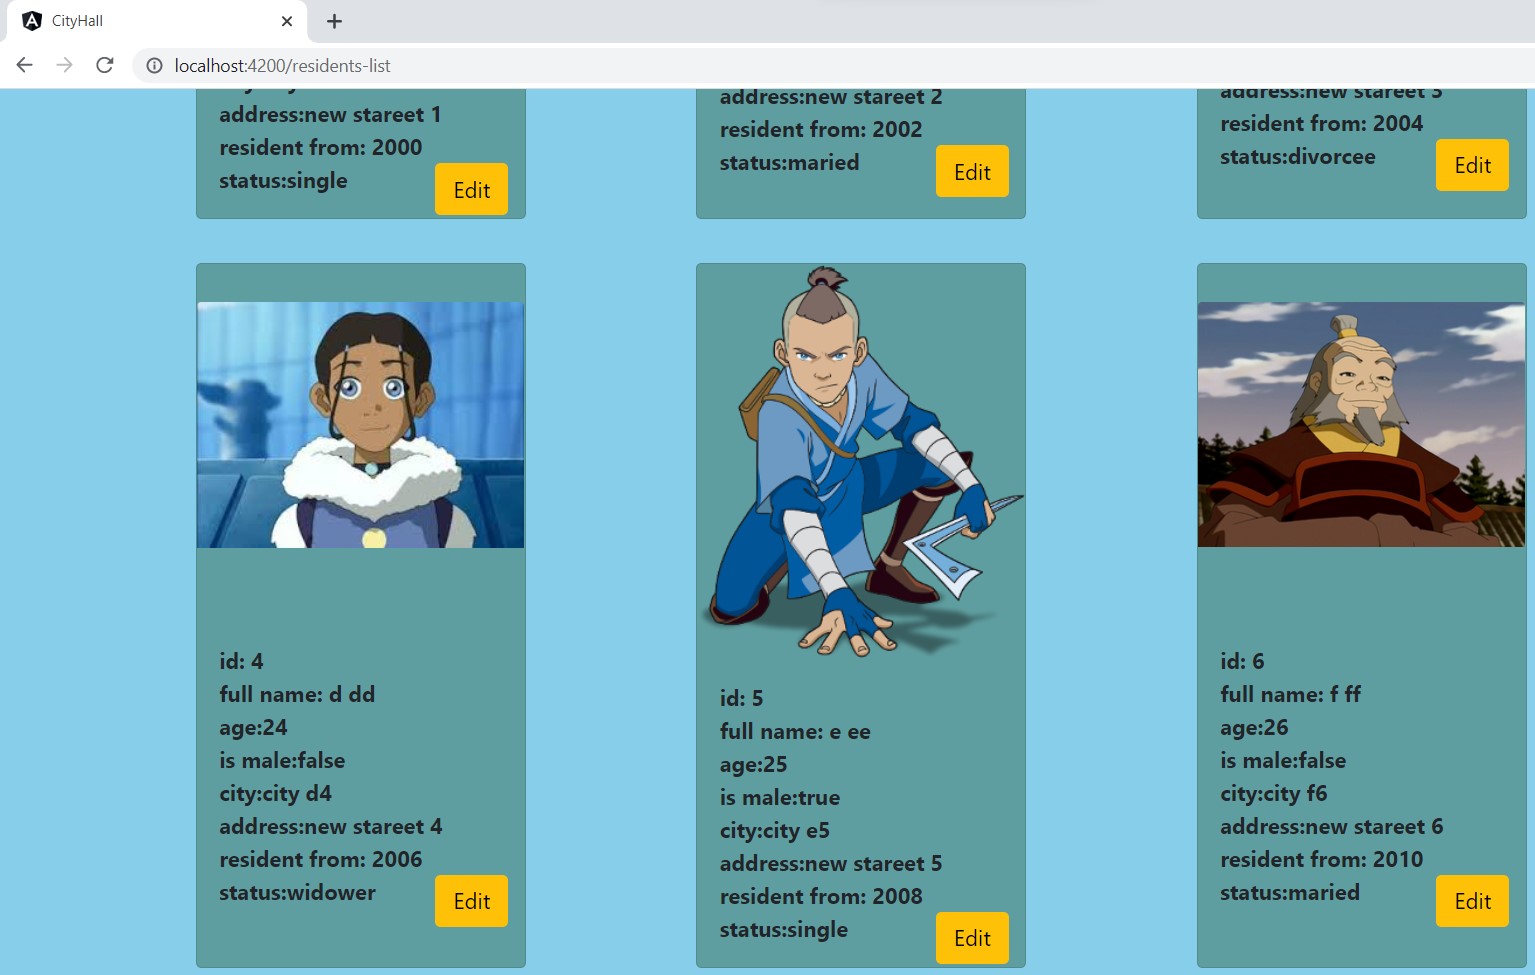 CityHall
localhost:4200/residents-list
address:new stareet 1
resident from: 2000
status:single
Edit
address:new stareet 2
resident from: 2002
status:maried
Edit
address:new stareet 3
resident from: 2004
status:divorcee
Edit
id: 4
full name: d dd
age:24
is male:false
city:city d4
address:new stareet 4
resident from: 2006
status:widower
Edit
id: 5
full name: e ee
age:25
is male:true
city:city e5
address:new stareet 5
resident from: 2008
status:single
Edit
id: 6
full name: f ff
age:26
is male:false
city:city f6
address:new stareet 6
resident from: 2010
status:maried
Edit